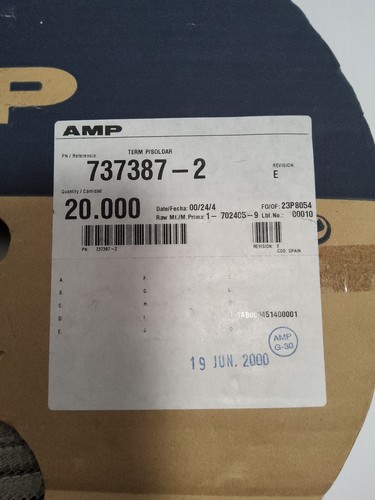 P
AMP
TERM P/SOLDAR
PN / Referencia
737387-2
REVISION
E
Quantity / Cantidad
20.000
Date/Fecha: 00/24/4
FO/OF: 23P8054
Raw Mt./M.Prima: 1-702405-9
Lbl.No.: 00010
PN 737387-2
REVISION: E
COO: SPAIN
A.
F.
B.
G.
C.
H.
D.
I.
E.
J.
451400001
19 JUN. 2000
AMP
G-30